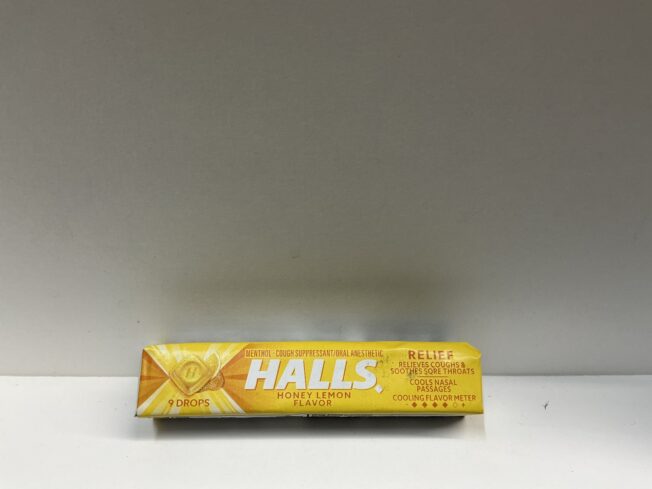 MENTHOL · COUGH SUPPRESSANT/ORAL ANESTHETIC
HALLS
HONEY LEMON
FLAVOR
H
9 DROPS
RELIEF
RELIEVES COUGHS &
SOOTHES SORE THROATS
COOLS NASAL
PASSAGES
COOLING FLAVOR METER
- +